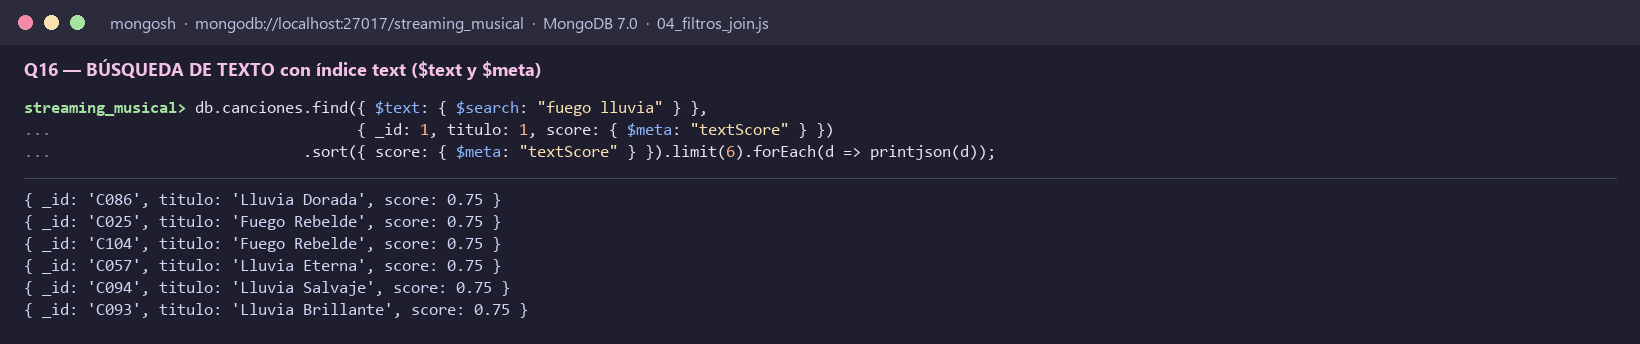 mongosh · mongodb://localhost:27017/streaming_musical · MongoDB 7.0 · 04_filtros_join.js
Q16 — BÚSQUEDA DE TEXTO con índice text ($text y $meta)
streaming_musical> db.canciones.find({ $text: { $search: "fuego lluvia" } },
...                                  { _id: 1, titulo: 1, score: { $meta: "textScore" } })
...                            .sort({ score: { $meta: "textScore" } }).limit(6).forEach(d => printjson(d));
{ _id: 'C086', titulo: 'Lluvia Dorada', score: 0.75 }
{ _id: 'C025', titulo: 'Fuego Rebelde', score: 0.75 }
{ _id: 'C104', titulo: 'Fuego Rebelde', score: 0.75 }
{ _id: 'C057', titulo: 'Lluvia Eterna', score: 0.75 }
{ _id: 'C094', titulo: 'Lluvia Salvaje', score: 0.75 }
{ _id: 'C093', titulo: 'Lluvia Brillante', score: 0.75 }